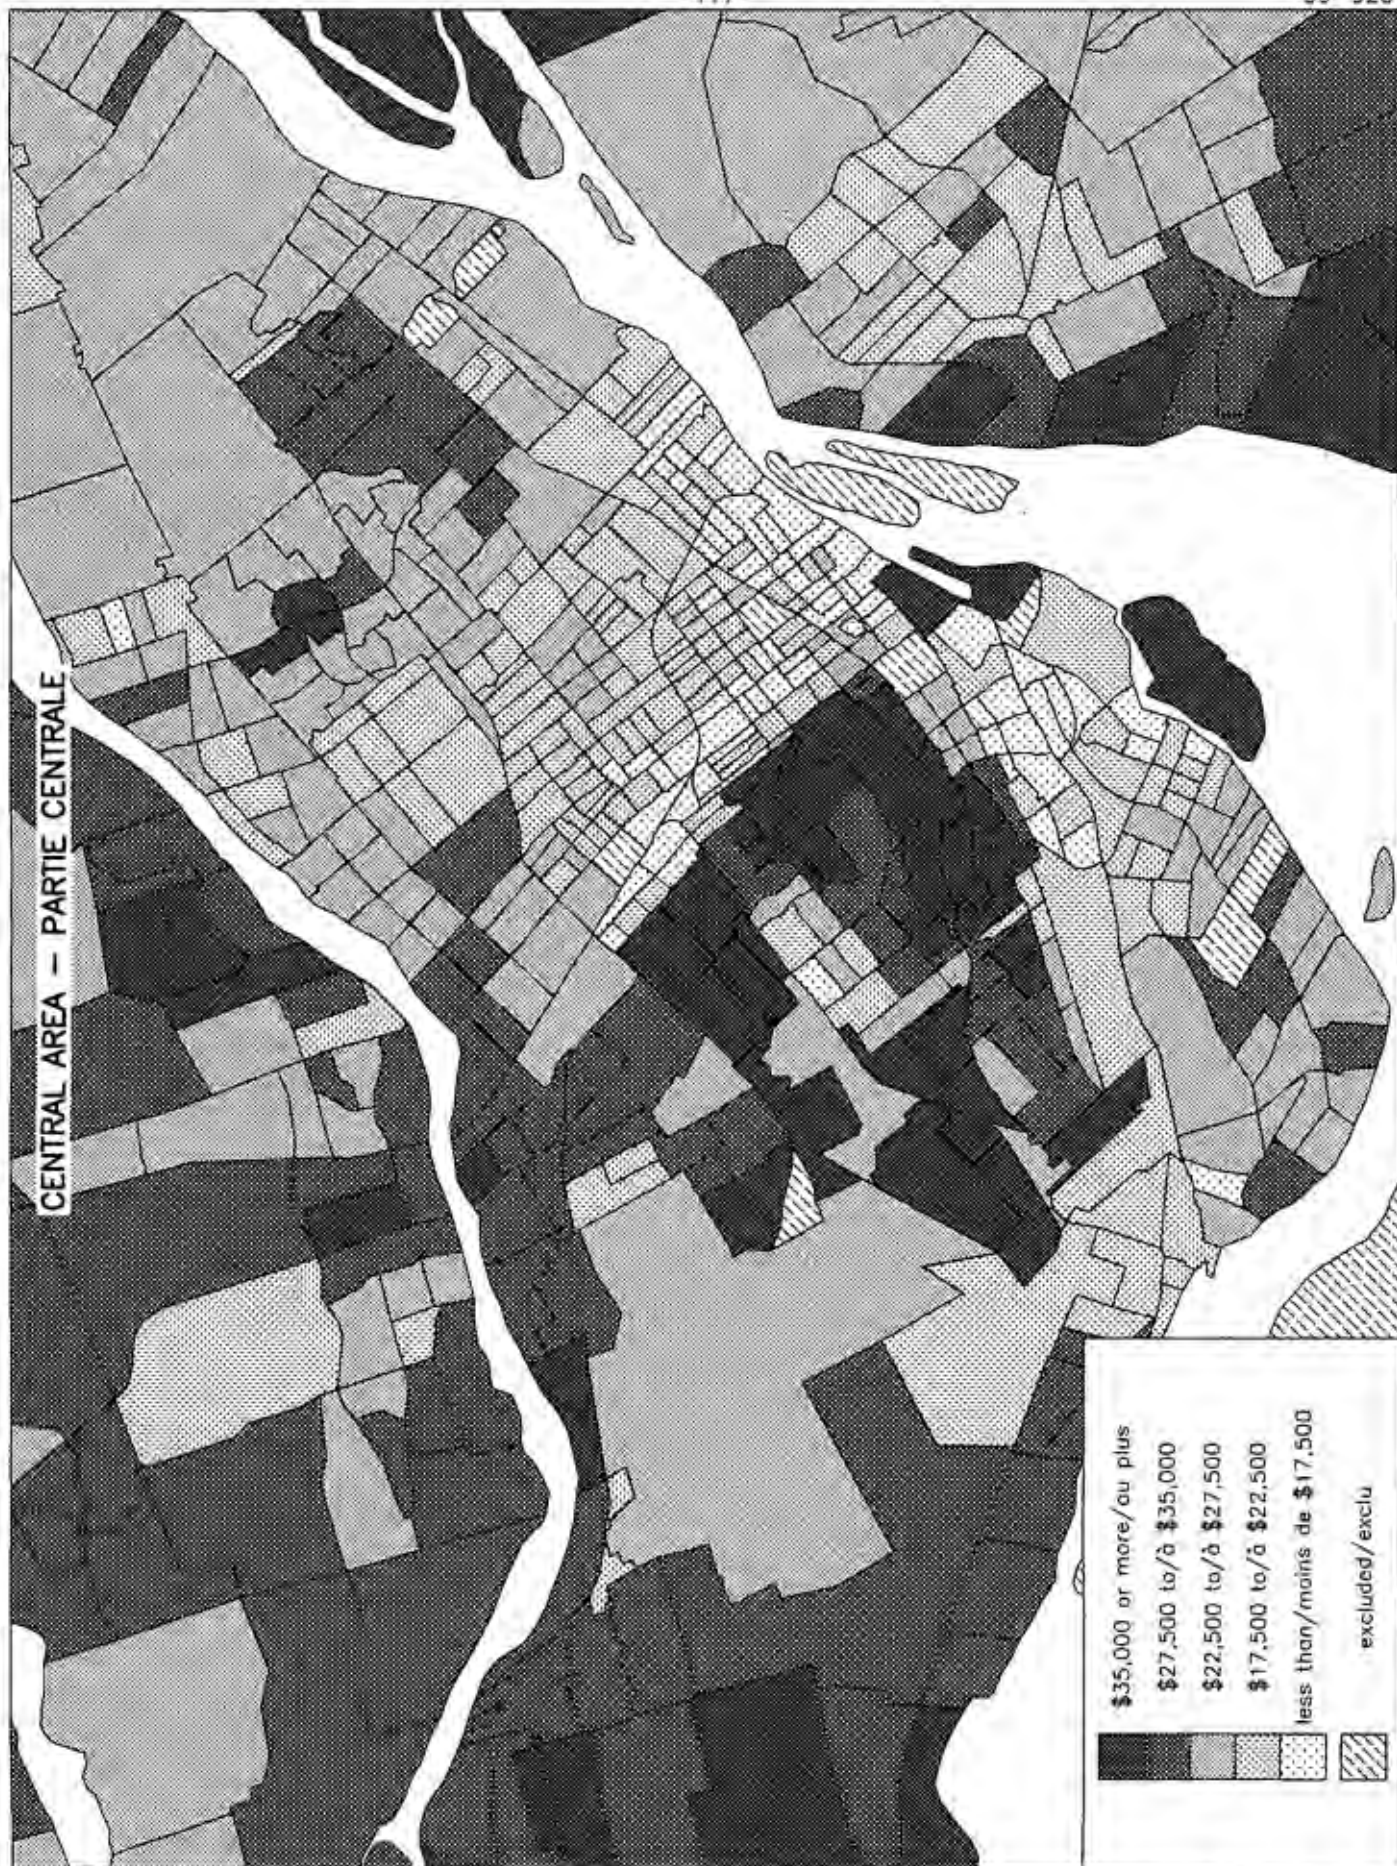 CENTRAL AREA – PARTIE CENTRALE
$35,000 or more/ou plus
$27,500 to/à $35,000
$22,500 to/à $27,500
$17,500 to/à $22,500
less than/moins de $17,500
excluded/exclu